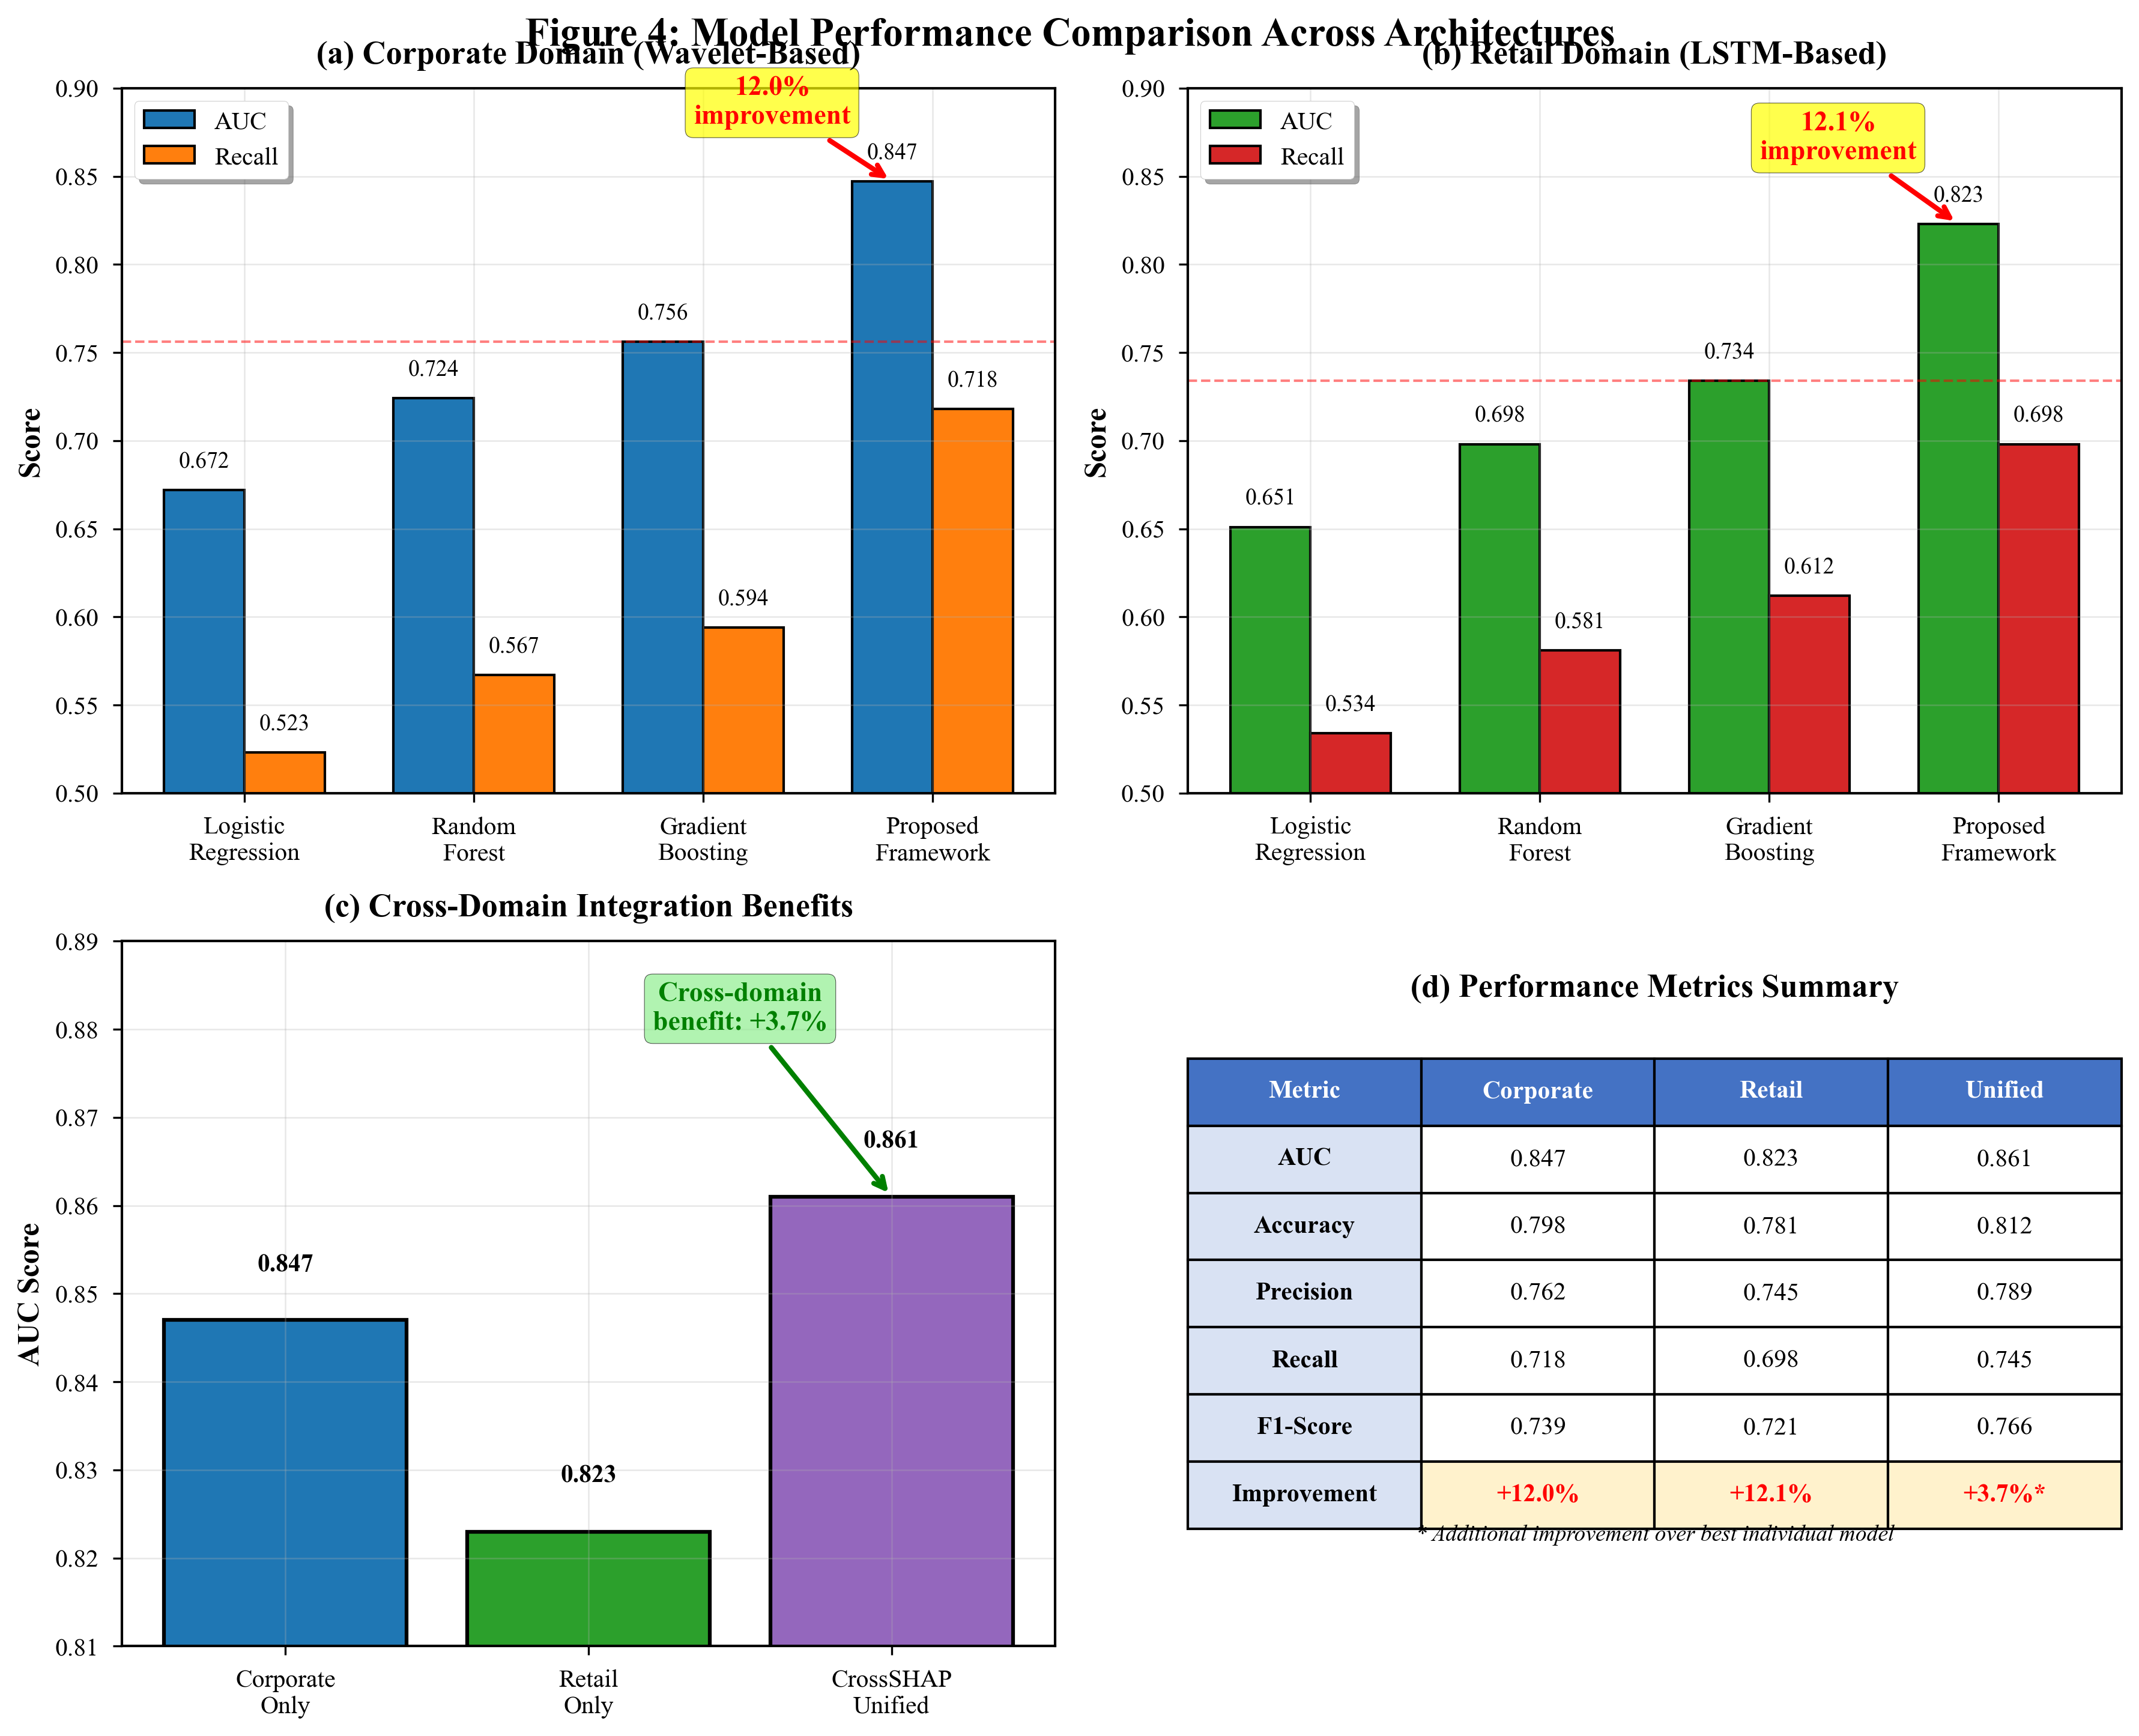 Figure 4: Model Performance Comparison Across Architectures
(a) Corporate Domain (Wavelet-Based)
12.0%
improvement
AUC
Recall
Score
0.90
0.85
0.80
0.75
0.70
0.65
0.60
0.55
0.50
0.672
0.523
0.724
0.567
0.756
0.594
0.847
0.718
Logistic
Regression
Random
Forest
Gradient
Boosting
Proposed
Framework
(b) Retail Domain (LSTM-Based)
12.1%
improvement
AUC
Recall
Score
0.90
0.85
0.80
0.75
0.70
0.65
0.60
0.55
0.50
0.651
0.534
0.698
0.581
0.734
0.612
0.823
0.698
Logistic
Regression
Random
Forest
Gradient
Boosting
Proposed
Framework
(c) Cross-Domain Integration Benefits
Cross-domain
benefit: +3.7%
AUC Score
0.89
0.88
0.87
0.86
0.85
0.84
0.83
0.82
0.81
0.847
0.823
0.861
Corporate
Only
Retail
Only
CrossSHAP
Unified
(d) Performance Metrics Summary
Metric Corporate Retail Unified
AUC 0.847 0.823 0.861
Accuracy 0.798 0.781 0.812
Precision 0.762 0.745 0.789
Recall 0.718 0.698 0.745
F1-Score 0.739 0.721 0.766
Improvement +12.0% +12.1% +3.7%*
* Additional improvement over best individual model